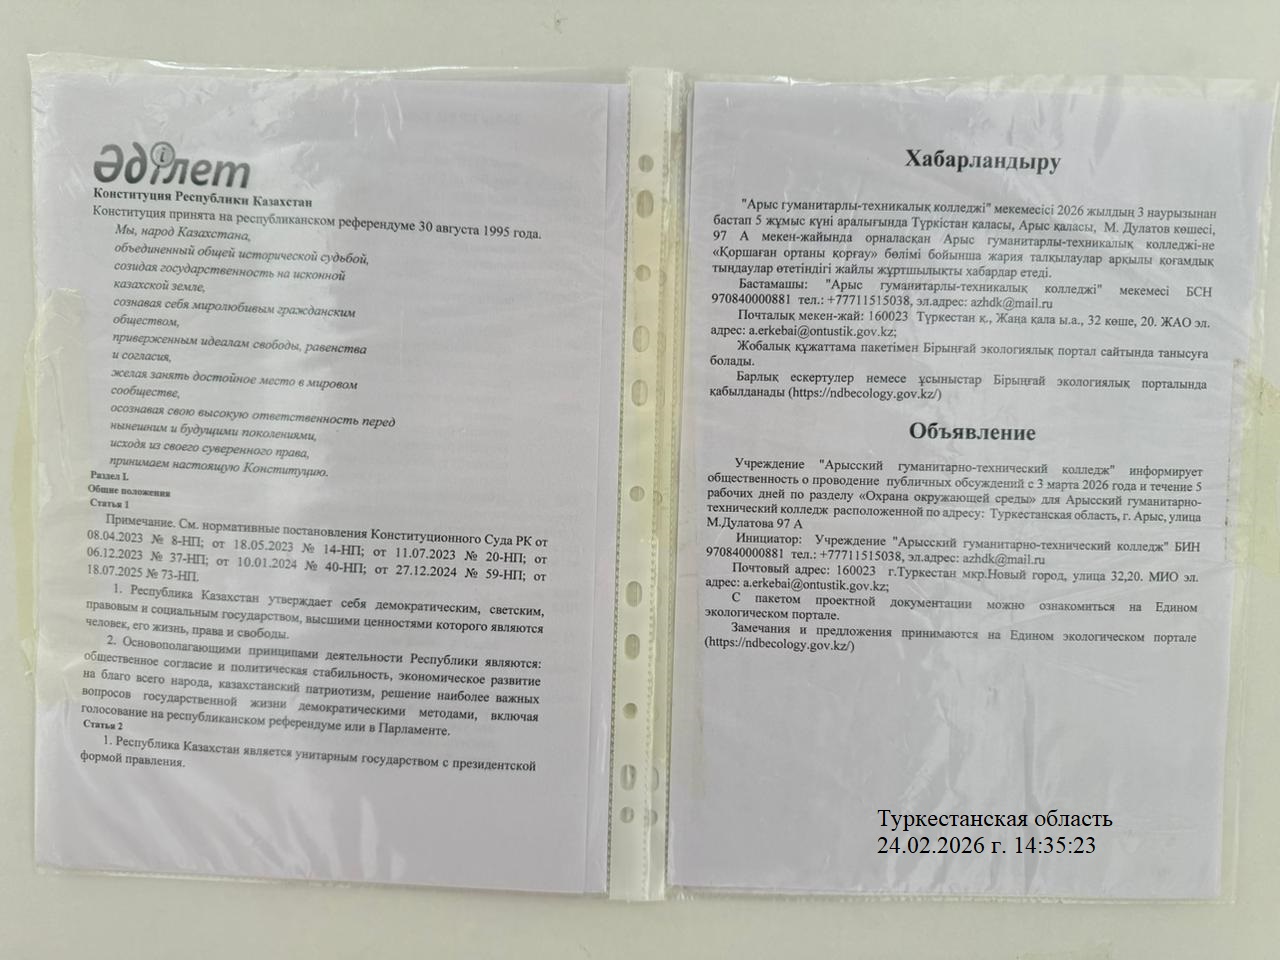 Әділет
Конституция Республики Казахстан
Конституция принята на республиканском референдуме 30 августа 1995 года.
Мы, народ Казахстана,
объединенный общей исторической судьбой,
созидая государственность на исконной
казахской земле,
сознавая себя миролюбивым гражданским
обществом,
приверженным идеалам свободы, равенства
и согласия,
желая занять достойное место в мировом
сообществе,
осознавая свою высокую ответственность перед
нынешним и будущими поколениями,
исходя из своего суверенного права,
принимаем настоящую Конституцию.
Раздел I.
Общие положения
Статья 1
Примечание. См. нормативные постановления Конституционного Суда РК от
08.04.2023 № 8-НП; от 18.05.2023 № 14-НП; от 11.07.2023 № 20-НП; от
06.12.2023 № 37-НП; от 10.01.2024 № 40-НП; от 27.12.2024 № 59-НП; от
18.07.2025 № 73-НП.
1. Республика Казахстан утверждает себя демократическим, светским,
правовым и социальным государством, высшими ценностями которого являются
человек, его жизнь, права и свободы.
2. Основополагающими принципами деятельности Республики являются:
общественное согласие и политическая стабильность, экономическое развитие
на благо всего народа, казахстанский патриотизм, решение наиболее важных
вопросов государственной жизни демократическими методами, включая
голосование на республиканском референдуме или в Парламенте.
Статья 2
1. Республика Казахстан является унитарным государством с президентской
формой правления.
Хабарландыру
"Арыс гуманитарлы-техникалық колледжі" мекемесісі 2026 жылдың 3 наурызынан
бастап 5 жұмыс күні аралығында Түркістан қаласы, Арыс қаласы, М. Дулатов көшесі,
97 А мекен-жайында орналасқан Арыс гуманитарлы-техникалық колледжі-не
«Қоршаған ортаны қорғау» бөлімі бойынша жария талқылаулар арқылы қоғамдық
тыңдаулар өтетіндігі жайлы жұртшылықты хабардар етеді.
Бастамашы: "Арыс гуманитарлы-техникалық колледжі" мекемесі БСН
970840000881 тел.: +77711515038, эл.адрес: azhdk@mail.ru
Почталық мекен-жай: 160023 Түркестан қ., Жаңа қала ы.а., 32 көше, 20. ЖАО эл.
адрес: a.erkebai@ontustik.gov.kz;
Жобалық құжаттама пакетімен Бірыңғай экологиялық портал сайтында танысуға
болады.
Барлық ескертулер немесе ұсыныстар Бірыңғай экологиялық порталында
қабылданады (https://ndbecology.gov.kz/)
Объявление
Учреждение "Арысский гуманитарно-технический колледж" информирует
общественность о проводение публичных обсуждений с 3 марта 2026 года и течение 5
рабочих дней по разделу «Охрана окружающей среды» для Арысский гуманитарно-
технический колледж расположенной по адресу: Туркестанская область, г. Арыс, улица
М.Дулатова 97 А
Инициатор: Учреждение "Арысский гуманитарно-технический колледж" БИН
970840000881 тел.: +77711515038, эл.адрес: azhdk@mail.ru
Почтовый адрес: 160023 г.Туркестан мкр.Новый город, улица 32,20. МИО эл.
адрес: a.erkebai@ontustik.gov.kz;
С пакетом проектной документации можно ознакомиться на Едином
экологическом портале.
Замечания и предложения принимаются на Едином экологическом портале
(https://ndbecology.gov.kz/)
Туркестанская область
24.02.2026 г. 14:35:23